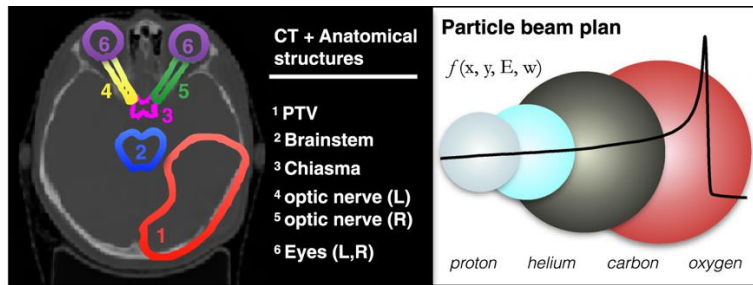 6
6
4
5
3
2
1
CT + Anatomical
structures
1 PTV
2 Brainstem
3 Chiasma
4 optic nerve (L)
5 optic nerve (R)
6 Eyes (L,R)
Particle beam plan
f(x, y, E, w)
proton helium carbon oxygen